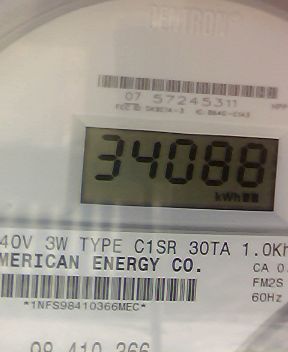 CENTRON
07 57245311
34088
kWh
40V 3W TYPE C1SR 30TA 1.0Kh
MERICAN ENERGY CO.
CA 0.
FM2S
60Hz
*1NFS98410366MEC*
98 410 366